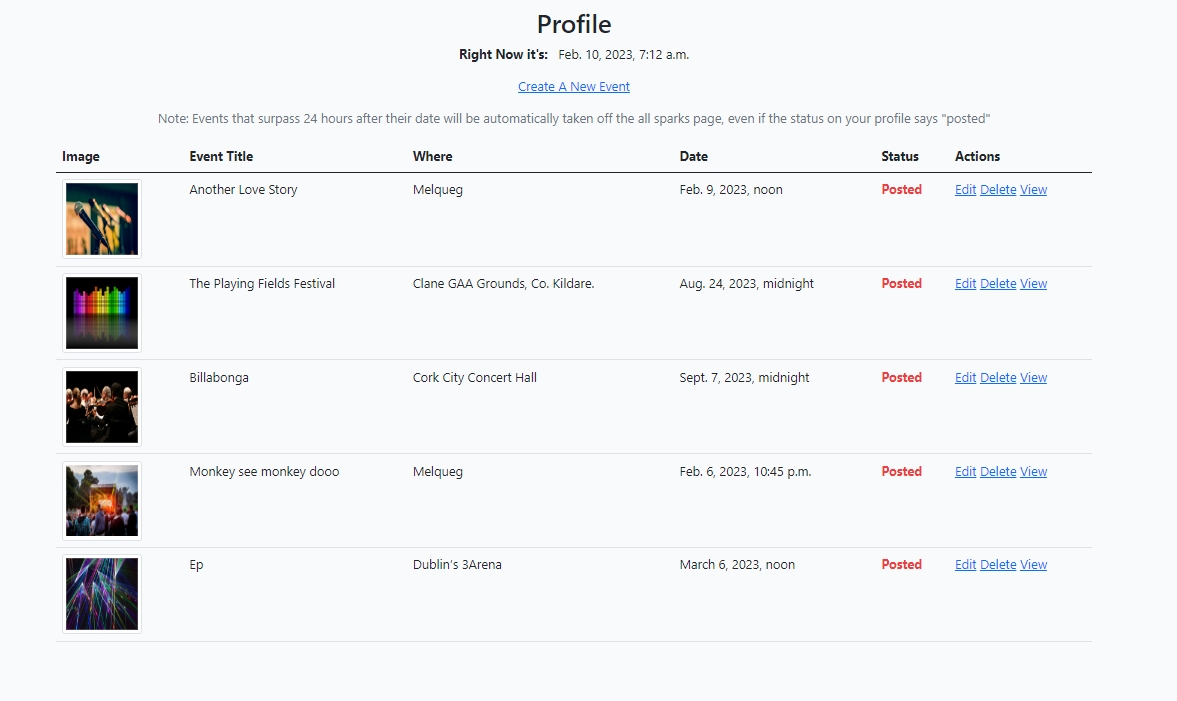 Profile
Right Now it's: Feb. 10, 2023, 7:12 a.m.
Create A New Event
Note: Events that surpass 24 hours after their date will be automatically taken off the all sparks page, even if the status on your profile says "posted"
Image Event Title Where Date Status Actions
Another Love Story Melqueg Feb. 9, 2023, noon Posted Edit Delete View
The Playing Fields Festival Clane GAA Grounds, Co. Kildare. Aug. 24, 2023, midnight Posted Edit Delete View
Billabonga Cork City Concert Hall Sept. 7, 2023, midnight Posted Edit Delete View
Monkey see monkey dooo Melqueg Feb. 6, 2023, 10:45 p.m. Posted Edit Delete View
Ep Dublin's 3Arena March 6, 2023, noon Posted Edit Delete View